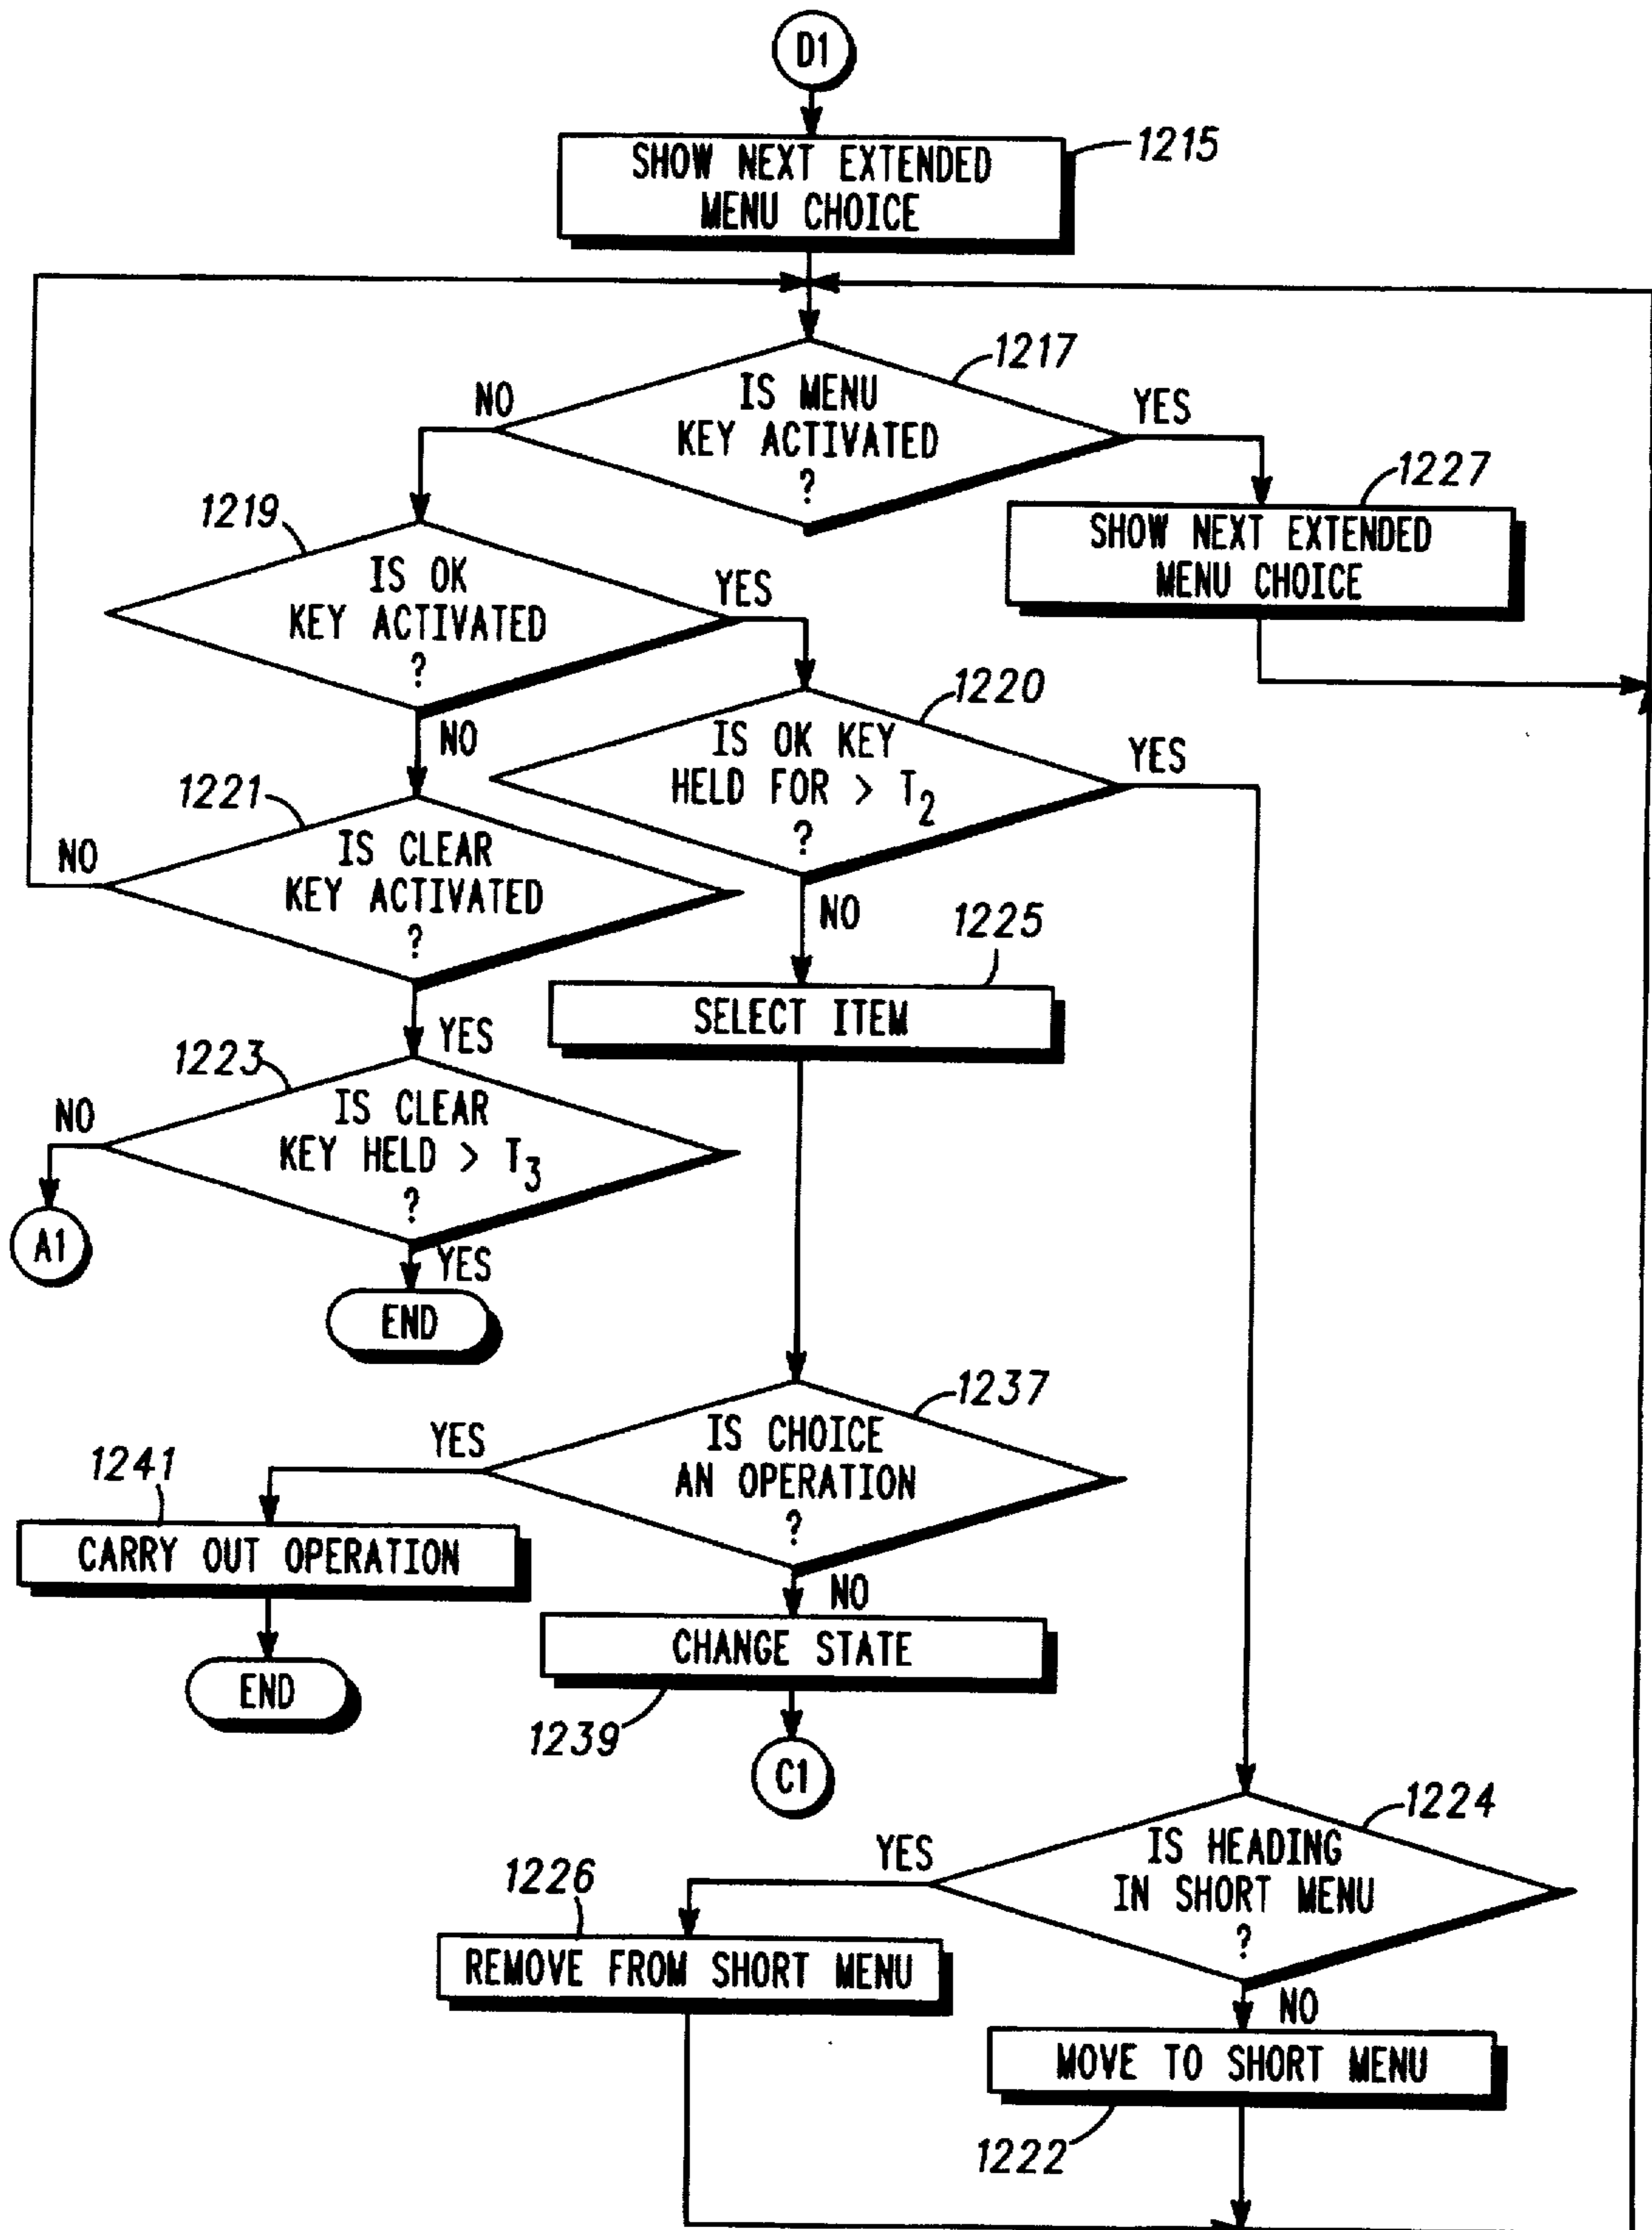 D1
SHOW NEXT EXTENDED
MENU CHOICE
1215
IS MENU
KEY ACTIVATED
?
1217
NO
YES
SHOW NEXT EXTENDED
MENU CHOICE
1227
IS OK
KEY ACTIVATED
?
1219
YES
NO
IS OK KEY
HELD FOR > T2
?
1220
YES
NO
IS CLEAR
KEY ACTIVATED
?
1221
NO
YES
SELECT ITEM
1225
IS CLEAR
KEY HELD > T3
?
1223
NO
A1
YES
END
IS CHOICE
AN OPERATION
?
1237
YES
1241
CARRY OUT OPERATION
END
NO
CHANGE STATE
1239
C1
IS HEADING
IN SHORT MENU
?
1224
YES
1226
REMOVE FROM SHORT MENU
NO
MOVE TO SHORT MENU
1222